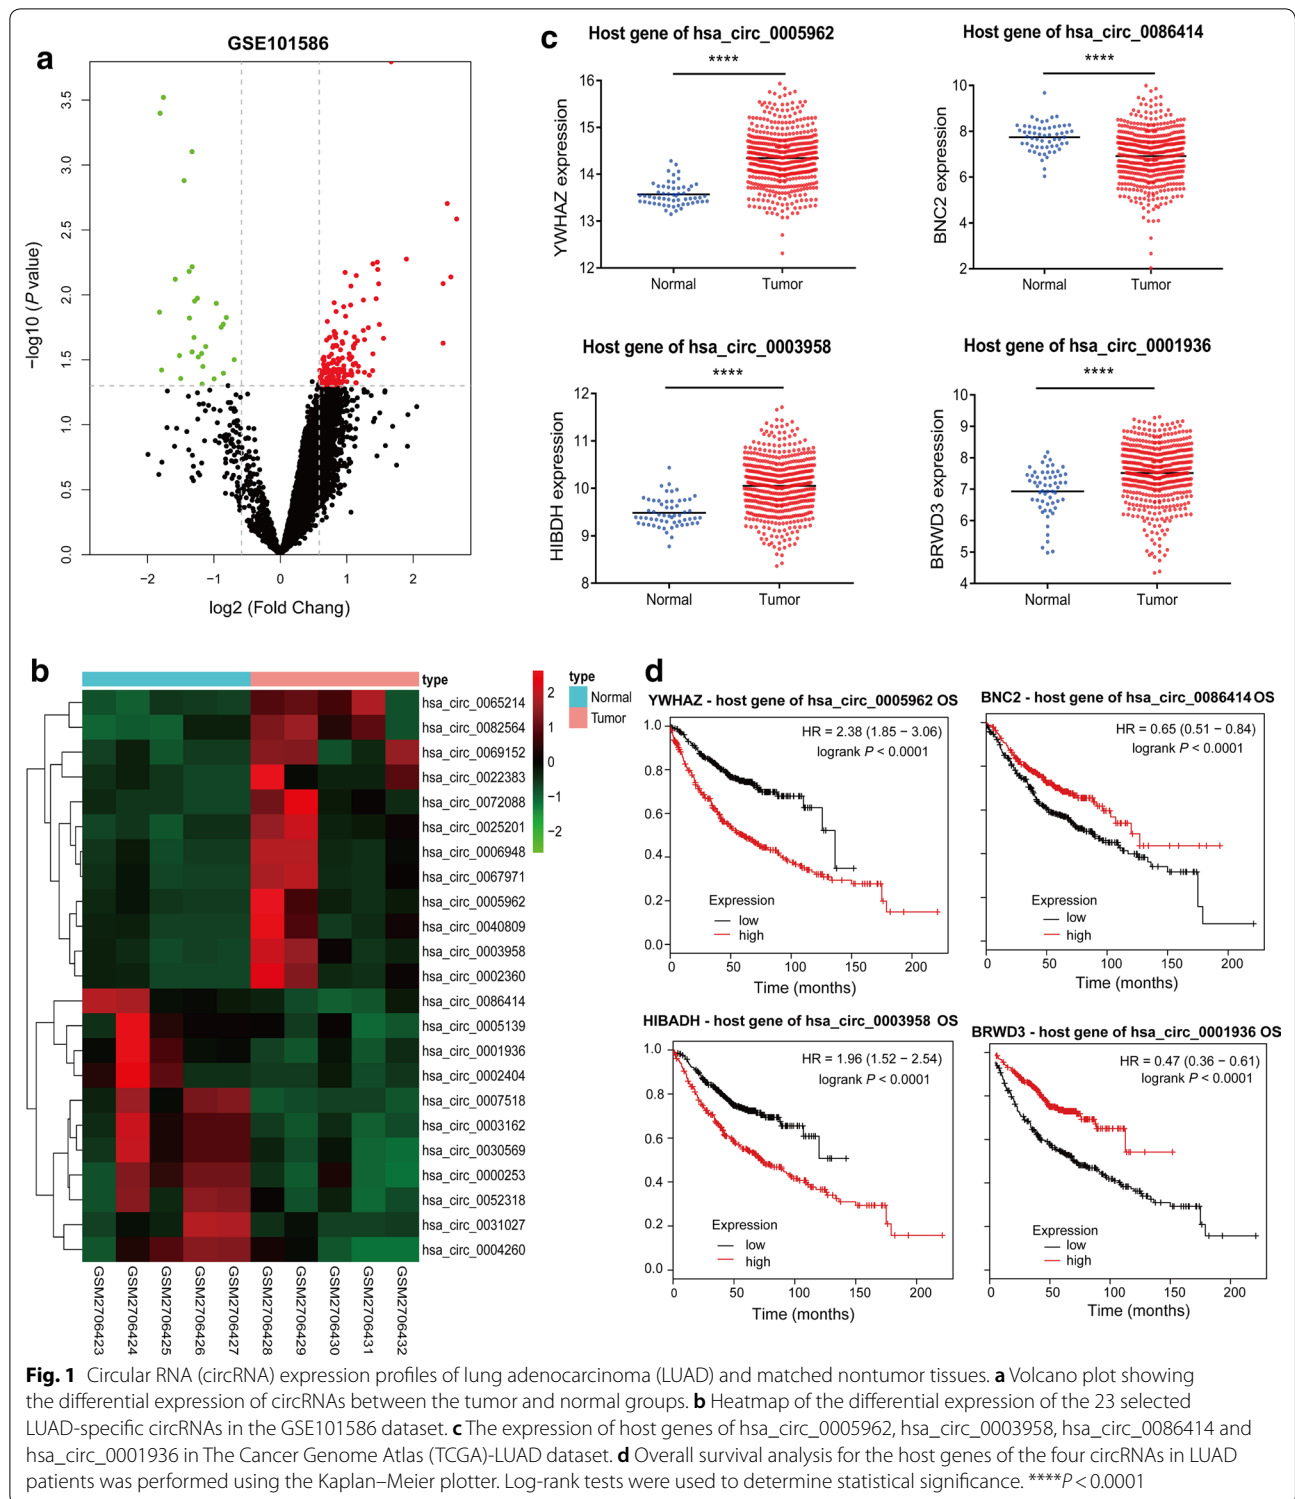 a
GSE101586
−log10 (P value)
3.5
3.0
2.5
2.0
1.5
1.0
0.5
0.0
−2
−1
0
1
2
log2 (Fold Chang)
c
Host gene of hsa_circ_0005962
****
YWHAZ expression
16
15
14
13
12
Normal
Tumor
Host gene of hsa_circ_0086414
****
BNC2 expression
10
8
6
4
2
Normal
Tumor
Host gene of hsa_circ_0003958
****
HIBDH expression
12
11
10
9
8
Normal
Tumor
Host gene of hsa_circ_0001936
****
BRWD3 expression
10
9
8
7
6
5
4
Normal
Tumor
b
type
hsa_circ_0065214
hsa_circ_0082564
hsa_circ_0069152
hsa_circ_0022383
hsa_circ_0072088
hsa_circ_0025201
hsa_circ_0006948
hsa_circ_0067971
hsa_circ_0005962
hsa_circ_0040809
hsa_circ_0003958
hsa_circ_0002360
hsa_circ_0086414
hsa_circ_0005139
hsa_circ_0001936
hsa_circ_0002404
hsa_circ_0007518
hsa_circ_0003162
hsa_circ_0030569
hsa_circ_0000253
hsa_circ_0052318
hsa_circ_0031027
hsa_circ_0004260
GSM2706423
GSM2706424
GSM2706425
GSM2706426
GSM2706427
GSM2706428
GSM2706429
GSM2706430
GSM2706431
GSM2706432
2
1
0
−1
−2
type
Normal
Tumor
d
YWHAZ - host gene of hsa_circ_0005962 OS
HR = 2.38 (1.85 − 3.06)
logrank P < 0.0001
1.0
0.8
0.6
0.4
0.2
0.0
Expression
low
high
0
50
100
150
200
Time (months)
BNC2 - host gene of hsa_circ_0086414 OS
HR = 0.65 (0.51 − 0.84)
logrank P < 0.0001
Expression
low
high
0
50
100
150
200
Time (months)
HIBADH - host gene of hsa_circ_0003958 OS
HR = 1.96 (1.52 − 2.54)
logrank P < 0.0001
1.0
0.8
0.6
0.4
0.2
0.0
Expression
low
high
0
50
100
150
200
Time (months)
BRWD3 - host gene of hsa_circ_0001936 OS
HR = 0.47 (0.36 − 0.61)
logrank P < 0.0001
Expression
low
high
0
50
100
150
200
Time (months)
Fig. 1 Circular RNA (circRNA) expression profiles of lung adenocarcinoma (LUAD) and matched nontumor tissues. a Volcano plot showing
the differential expression of circRNAs between the tumor and normal groups. b Heatmap of the differential expression of the 23 selected
LUAD-specific circRNAs in the GSE101586 dataset. c The expression of host genes of hsa_circ_0005962, hsa_circ_0003958, hsa_circ_0086414 and
hsa_circ_0001936 in The Cancer Genome Atlas (TCGA)-LUAD dataset. d Overall survival analysis for the host genes of the four circRNAs in LUAD
patients was performed using the Kaplan–Meier plotter. Log-rank tests were used to determine statistical significance. ****P < 0.0001